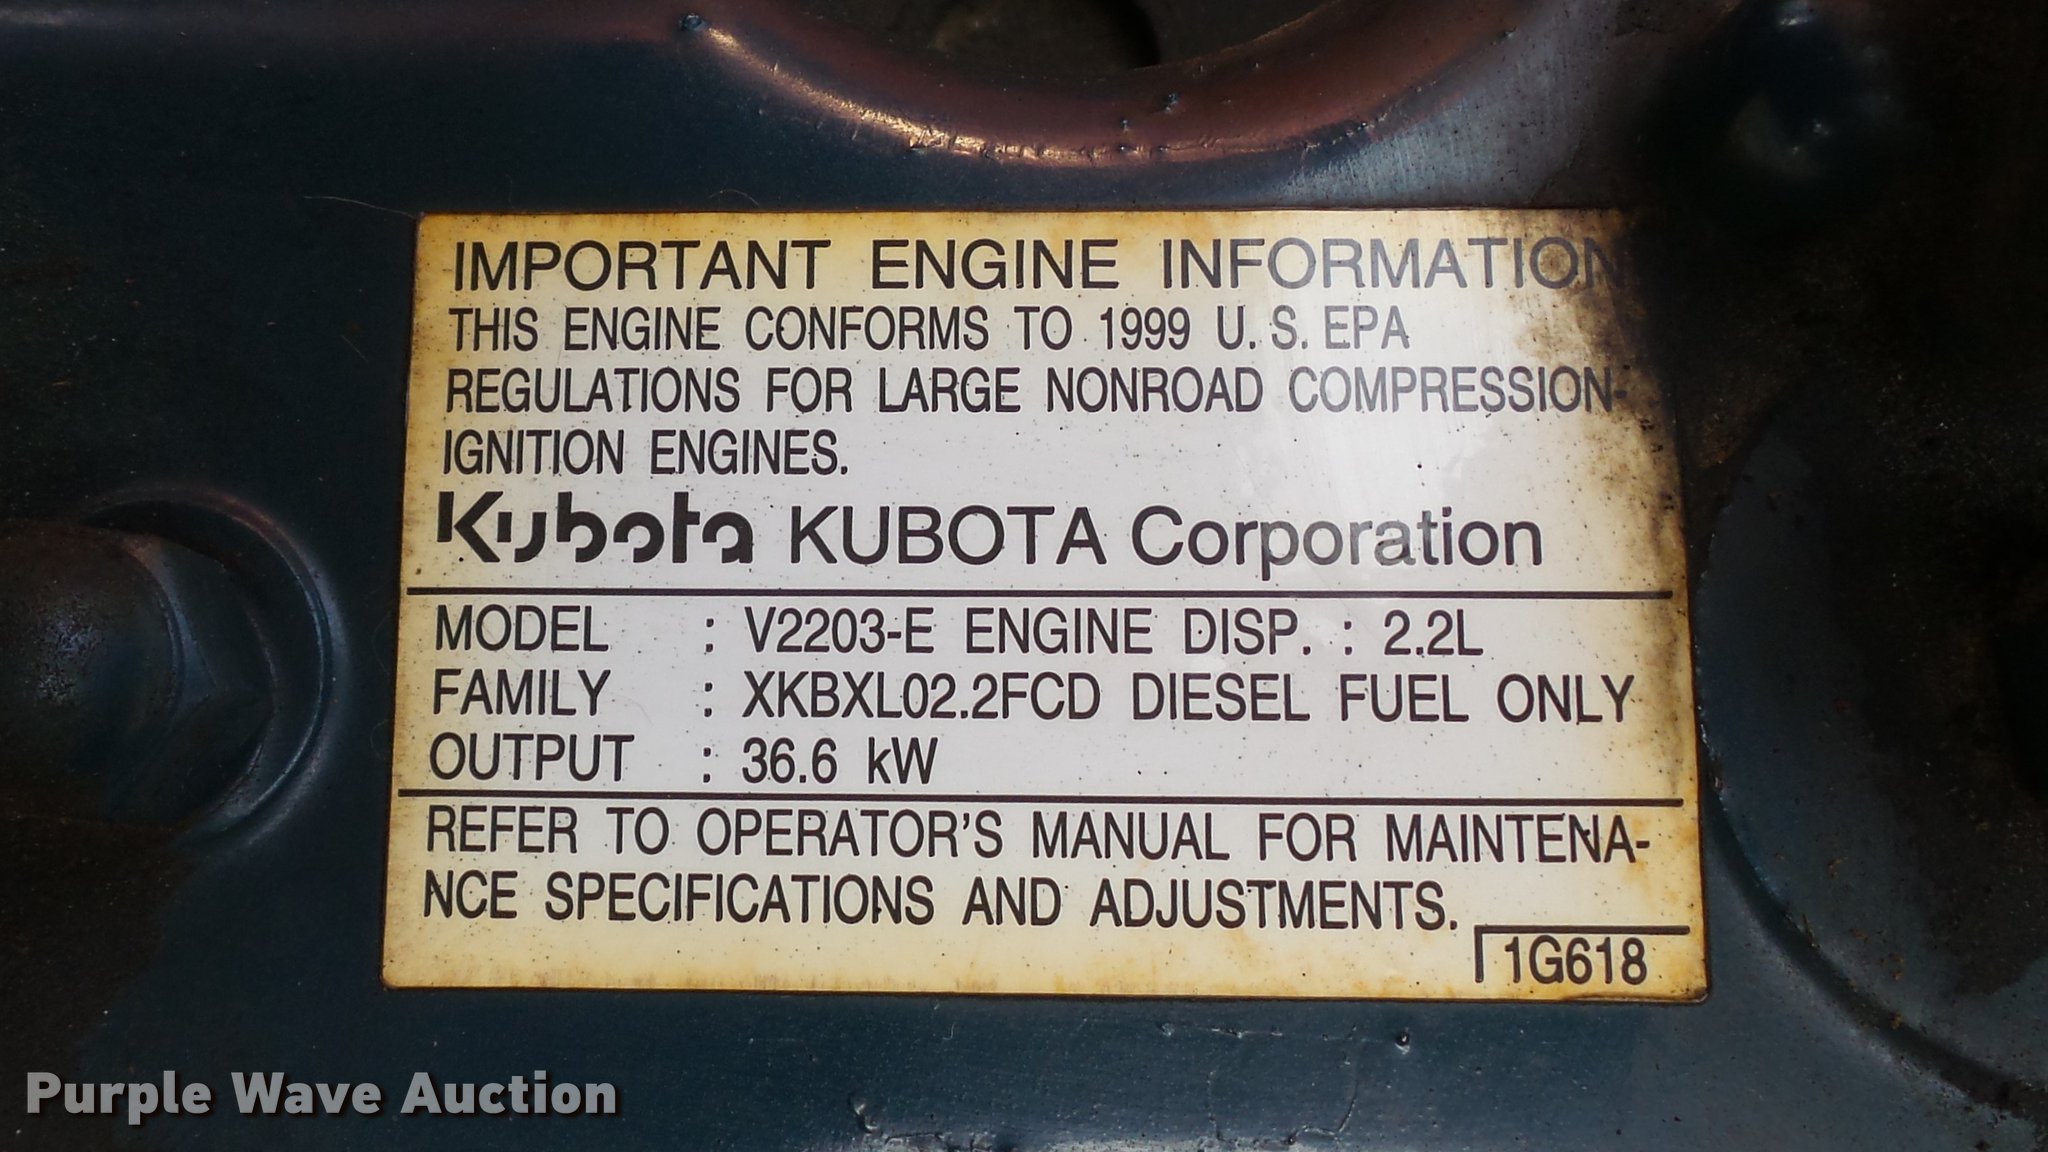 IMPORTANT ENGINE INFORMATION
THIS ENGINE CONFORMS TO 1999 U.S. EPA
REGULATIONS FOR LARGE NONROAD COMPRESSION-
IGNITION ENGINES.
Kubota KUBOTA Corporation
MODEL : V2203-E ENGINE DISP. : 2.2L
FAMILY : XKBXL02.2FCD DIESEL FUEL ONLY
OUTPUT : 36.6 kW
REFER TO OPERATOR'S MANUAL FOR MAINTENA-
NCE SPECIFICATIONS AND ADJUSTMENTS.
1G618
Purple Wave Auction